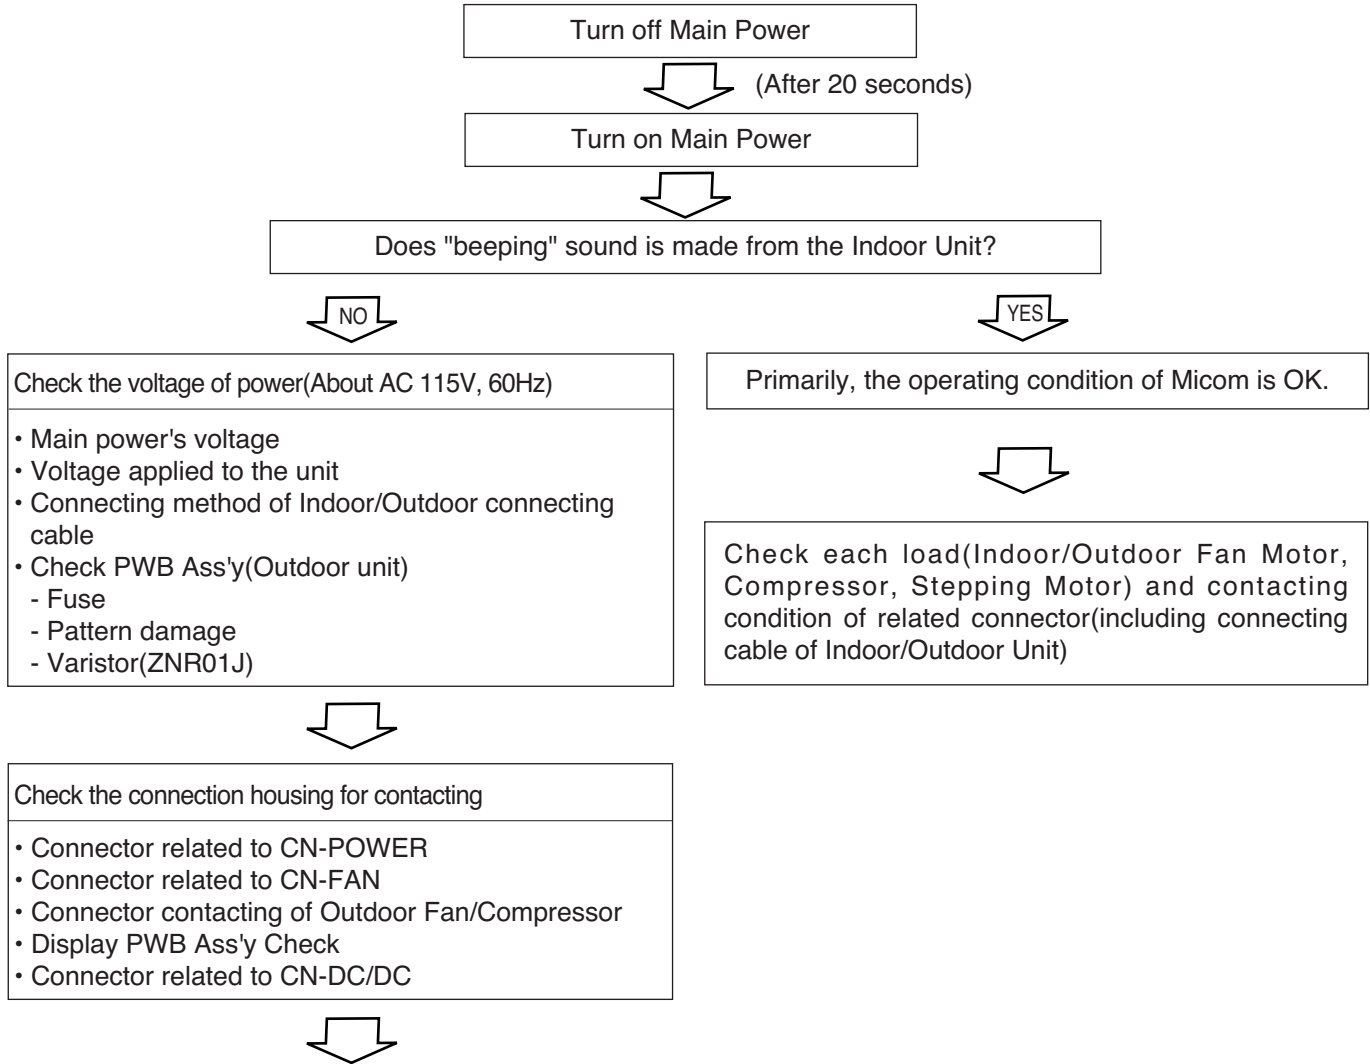 Turn off Main Power
(After 20 seconds)
Turn on Main Power
Does "beeping" sound is made from the Indoor Unit?
NO
YES
Check the voltage of power(About AC 115V, 60Hz)
• Main power's voltage
• Voltage applied to the unit
• Connecting method of Indoor/Outdoor connecting
cable
• Check PWB Ass'y(Outdoor unit)
- Fuse
- Pattern damage
- Varistor(ZNR01J)
Primarily, the operating condition of Micom is OK.
Check each load(Indoor/Outdoor Fan Motor,
Compressor, Stepping Motor) and contacting
condition of related connector(including connecting
cable of Indoor/Outdoor Unit)
Check the connection housing for contacting
• Connector related to CN-POWER
• Connector related to CN-FAN
• Connector contacting of Outdoor Fan/Compressor
• Display PWB Ass'y Check
• Connector related to CN-DC/DC